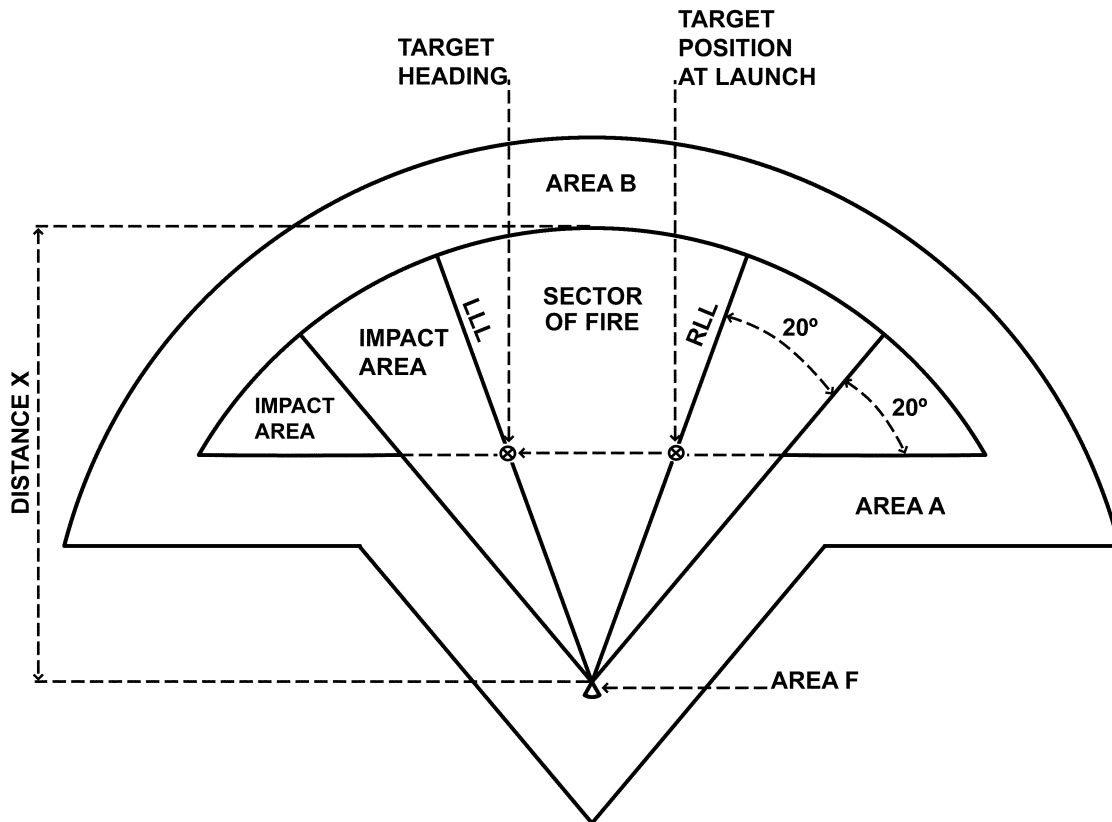 TARGET
HEADING
TARGET
POSITION
AT LAUNCH
AREA B
SECTOR
OF FIRE
LLL
RLL
20º
IMPACT
AREA
IMPACT
AREA
20º
DISTANCE X
AREA A
AREA F